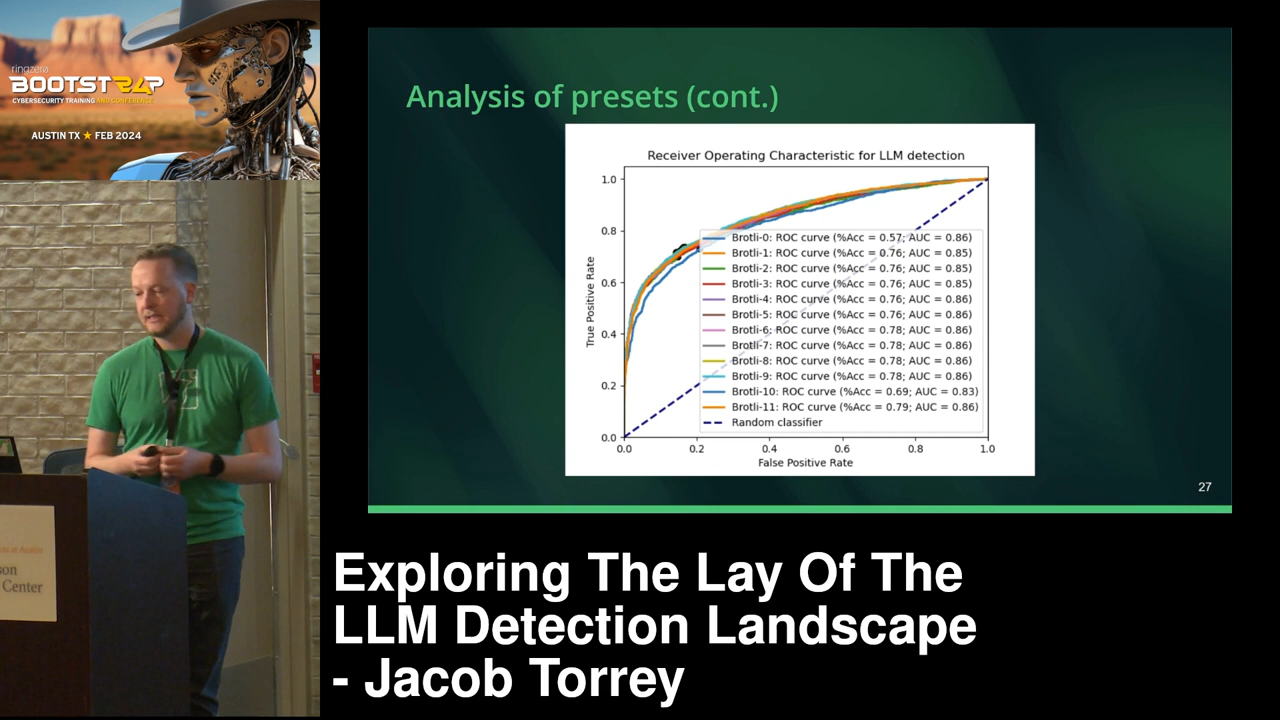 ringzerø
BOOTSTRAP
CYBERSECURITY TRAINING AND CONFERENCE
AUSTIN TX ★ FEB 2024
Analysis of presets (cont.)
Receiver Operating Characteristic for LLM detection
1.0
0.8
0.6
0.4
0.2
0.0
True Positive Rate
Brotli-0: ROC curve (%Acc = 0.57; AUC = 0.86)
Brotli-1: ROC curve (%Acc = 0.76; AUC = 0.85)
Brotli-2: ROC curve (%Acc = 0.76; AUC = 0.85)
Brotli-3: ROC curve (%Acc = 0.76; AUC = 0.85)
Brotli-4: ROC curve (%Acc = 0.76; AUC = 0.86)
Brotli-5: ROC curve (%Acc = 0.76; AUC = 0.86)
Brotli-6: ROC curve (%Acc = 0.78; AUC = 0.86)
Brotli-7: ROC curve (%Acc = 0.78; AUC = 0.86)
Brotli-8: ROC curve (%Acc = 0.78; AUC = 0.86)
Brotli-9: ROC curve (%Acc = 0.78; AUC = 0.86)
Brotli-10: ROC curve (%Acc = 0.69; AUC = 0.83)
Brotli-11: ROC curve (%Acc = 0.79; AUC = 0.86)
Random classifier
0.0 0.2 0.4 0.6 0.8 1.0
False Positive Rate
27
at Austin
son
Center
Exploring The Lay Of The
LLM Detection Landscape
- Jacob Torrey